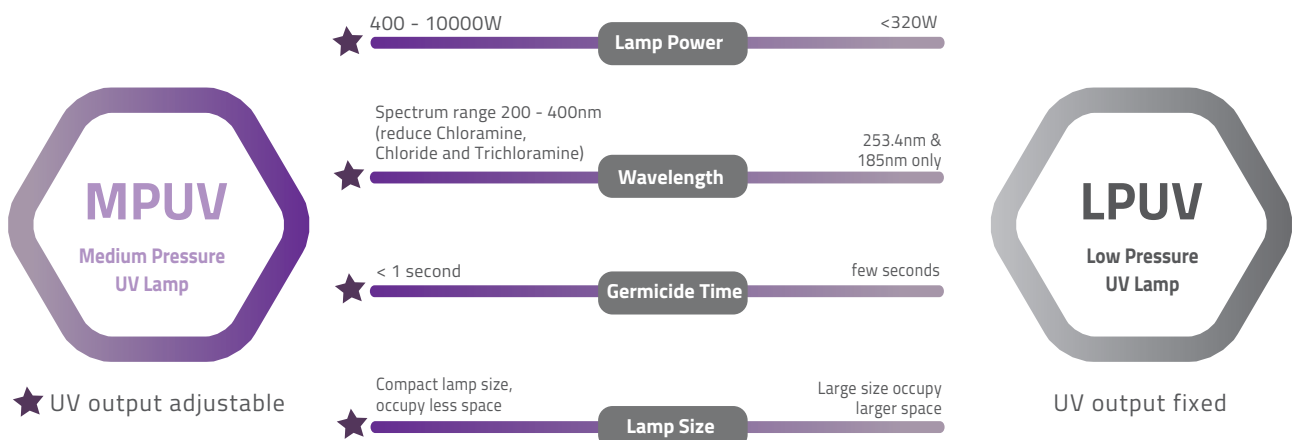 MPUV
Medium Pressure
UV Lamp
UV output adjustable
400 - 10000W
Lamp Power
<320W
Spectrum range 200 - 400nm
(reduce Chloramine,
Chloride and Trichloramine)
Wavelength
253.4nm &
185nm only
< 1 second
Germicide Time
few seconds
Compact lamp size,
occupy less space
Lamp Size
Large size occupy
larger space
LPUV
Low Pressure
UV Lamp
UV output fixed